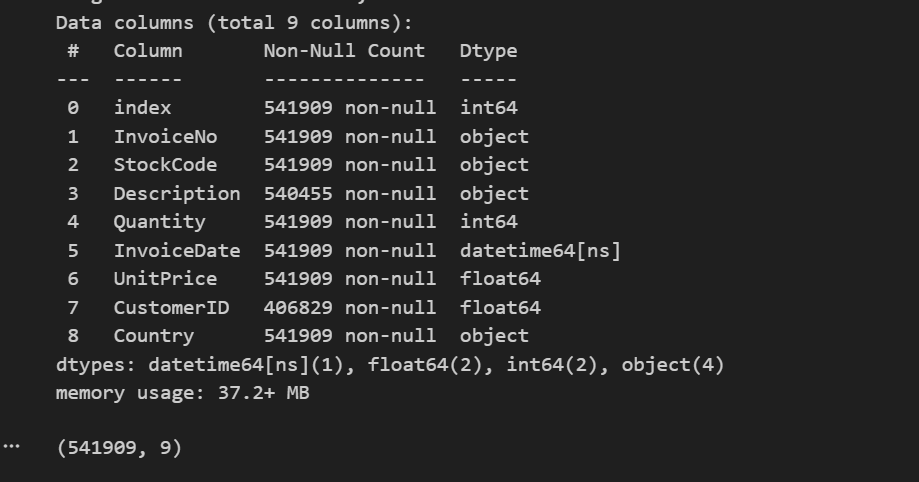 Data columns (total 9 columns):
 #   Column       Non-Null Count   Dtype
---  ------       --------------   -----
 0   index        541909 non-null  int64
 1   InvoiceNo    541909 non-null  object
 2   StockCode    541909 non-null  object
 3   Description  540455 non-null  object
 4   Quantity     541909 non-null  int64
 5   InvoiceDate  541909 non-null  datetime64[ns]
 6   UnitPrice    541909 non-null  float64
 7   CustomerID   406829 non-null  float64
 8   Country      541909 non-null  object
dtypes: datetime64[ns](1), float64(2), int64(2), object(4)
memory usage: 37.2+ MB
... (541909, 9)